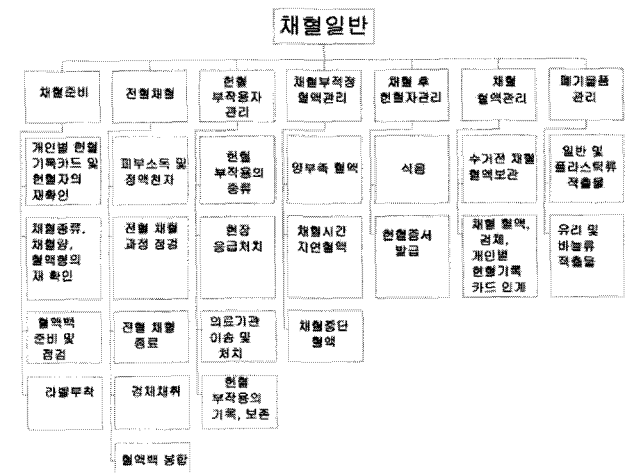 채혈일반
채혈준비
전혈채혈
헌혈
부작용자
관리
채혈부적정
혈액관리
채혈 후
헌혈자관리
채혈
혈액관리
폐기물품
관리
개인별 헌혈
기록카드 및
헌혈자의
재확인
피부소독 및
정맥천자
헌혈
부작용의
종류
양부족 혈액
식음
수거전 채혈
혈액보관
일반 및
플라스틱류
적출물
채혈종류,
채혈량,
혈액형의
재 확인
전혈 채혈
과정 점검
현장
응급처치
채혈시간
지연혈액
헌혈증서
발급
채혈 혈액,
검체,
개인별
헌혈기록
카드 인계
유리 및
바늘류
적출물
혈액백
준비 및
점검
전혈 채혈
종료
의료기관
이송 및
처치
채혈중단
혈액
라벨부착
검체채취
헌혈
부작용의
기록, 보존
혈액백 봉합